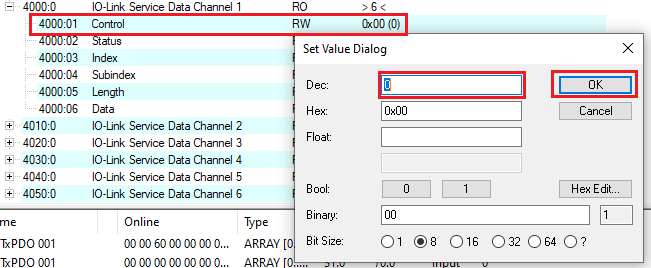 4000:0 IO-Link Service Data Channel 1 RO > 6 <
4000:01 Control RW 0x00 (0)
4000:02 Status
4000:03 Index
4000:04 Subindex
4000:05 Length
4000:06 Data
4010:0 IO-Link Service Data Channel 2
4020:0 IO-Link Service Data Channel 3
4030:0 IO-Link Service Data Channel 4
4040:0 IO-Link Service Data Channel 5
4050:0 IO-Link Service Data Channel 6
Set Value Dialog
Dec: 0 OK
Hex: 0x00 Cancel
Float:
Bool: 0 1 Hex Edit...
Binary: 00 1
Bit Size: 1 8 16 32 64 ?
me Online Type
TxPDO 001 00 00 60 00 00 00 0... ARRAY [0..
TxPDO 001 00 00 00 00 00 00 0... ARRAY [0..